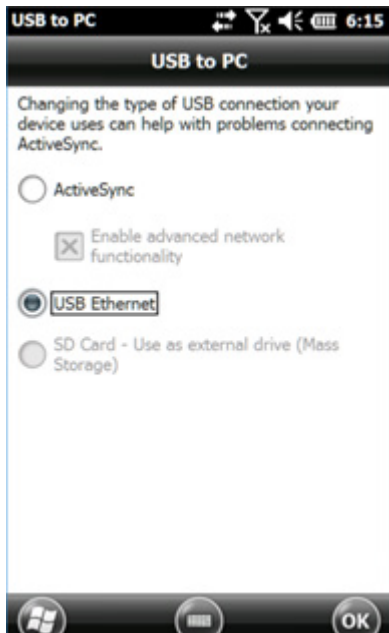 USB to PC 6:15
USB to PC
Changing the type of USB connection your
device uses can help with problems connecting
ActiveSync.
ActiveSync
Enable advanced network
functionality
USB Ethernet
SD Card - Use as external drive (Mass
Storage)
OK